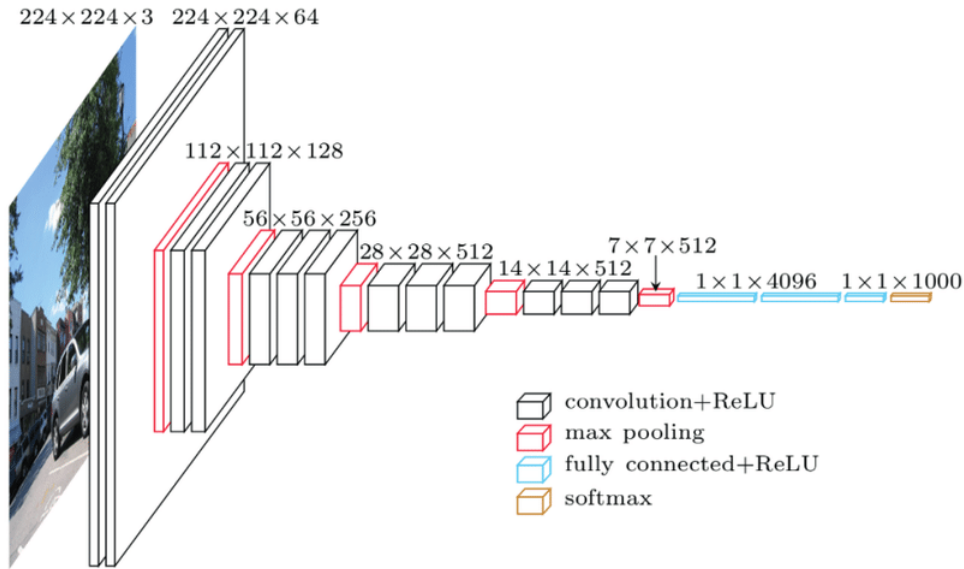 224×224×3
224×224×64
112×112×128
56×56×256
28×28×512
14×14×512
7×7×512
1×1×4096
1×1×1000
convolution+ReLU
max pooling
fully connected+ReLU
softmax